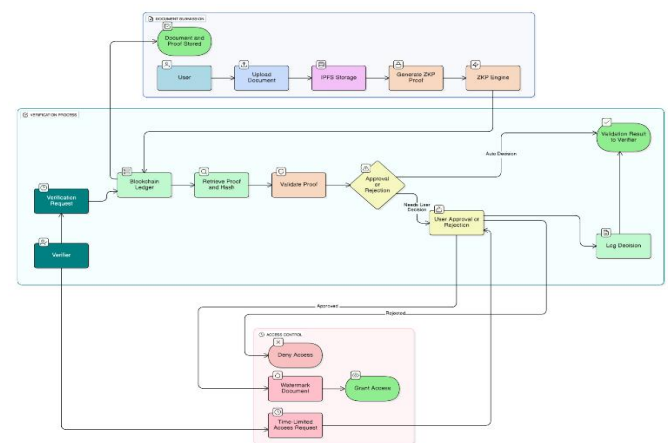 DOCUMENT SUBMISSION
Document and
Proof Stored
User
Upload
Document
IPFS Storage
Generate ZKP
Proof
ZKP Engine
VERIFICATION PROCESS
Validation Result
to Verifier
Auto Decision
Blockchain
Ledger
Retrieve Proof
and Hash
Validate Proof
Approval
or
Rejection
Verification
Request
Needs User
Decision
User Approval or
Rejection
Verifier
Log Decision
Approved
Rejected
ACCESS CONTROL
Deny Access
Watermark
Document
Grant Access
Time-Limited
Access Request